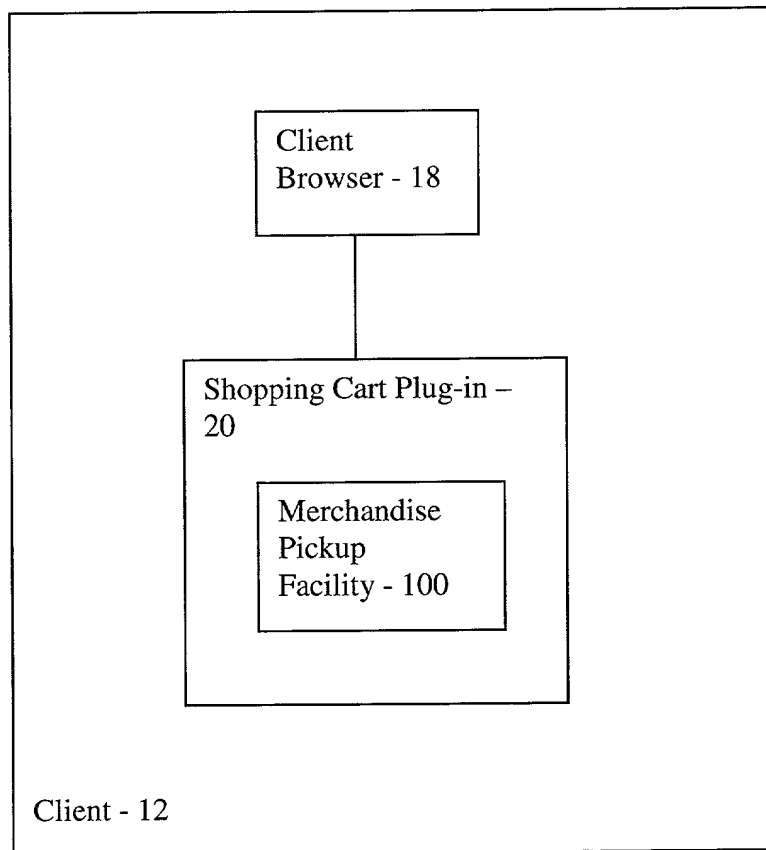 Client
Browser - 18
Shopping Cart Plug-in –
20
Merchandise
Pickup
Facility - 100
Client - 12